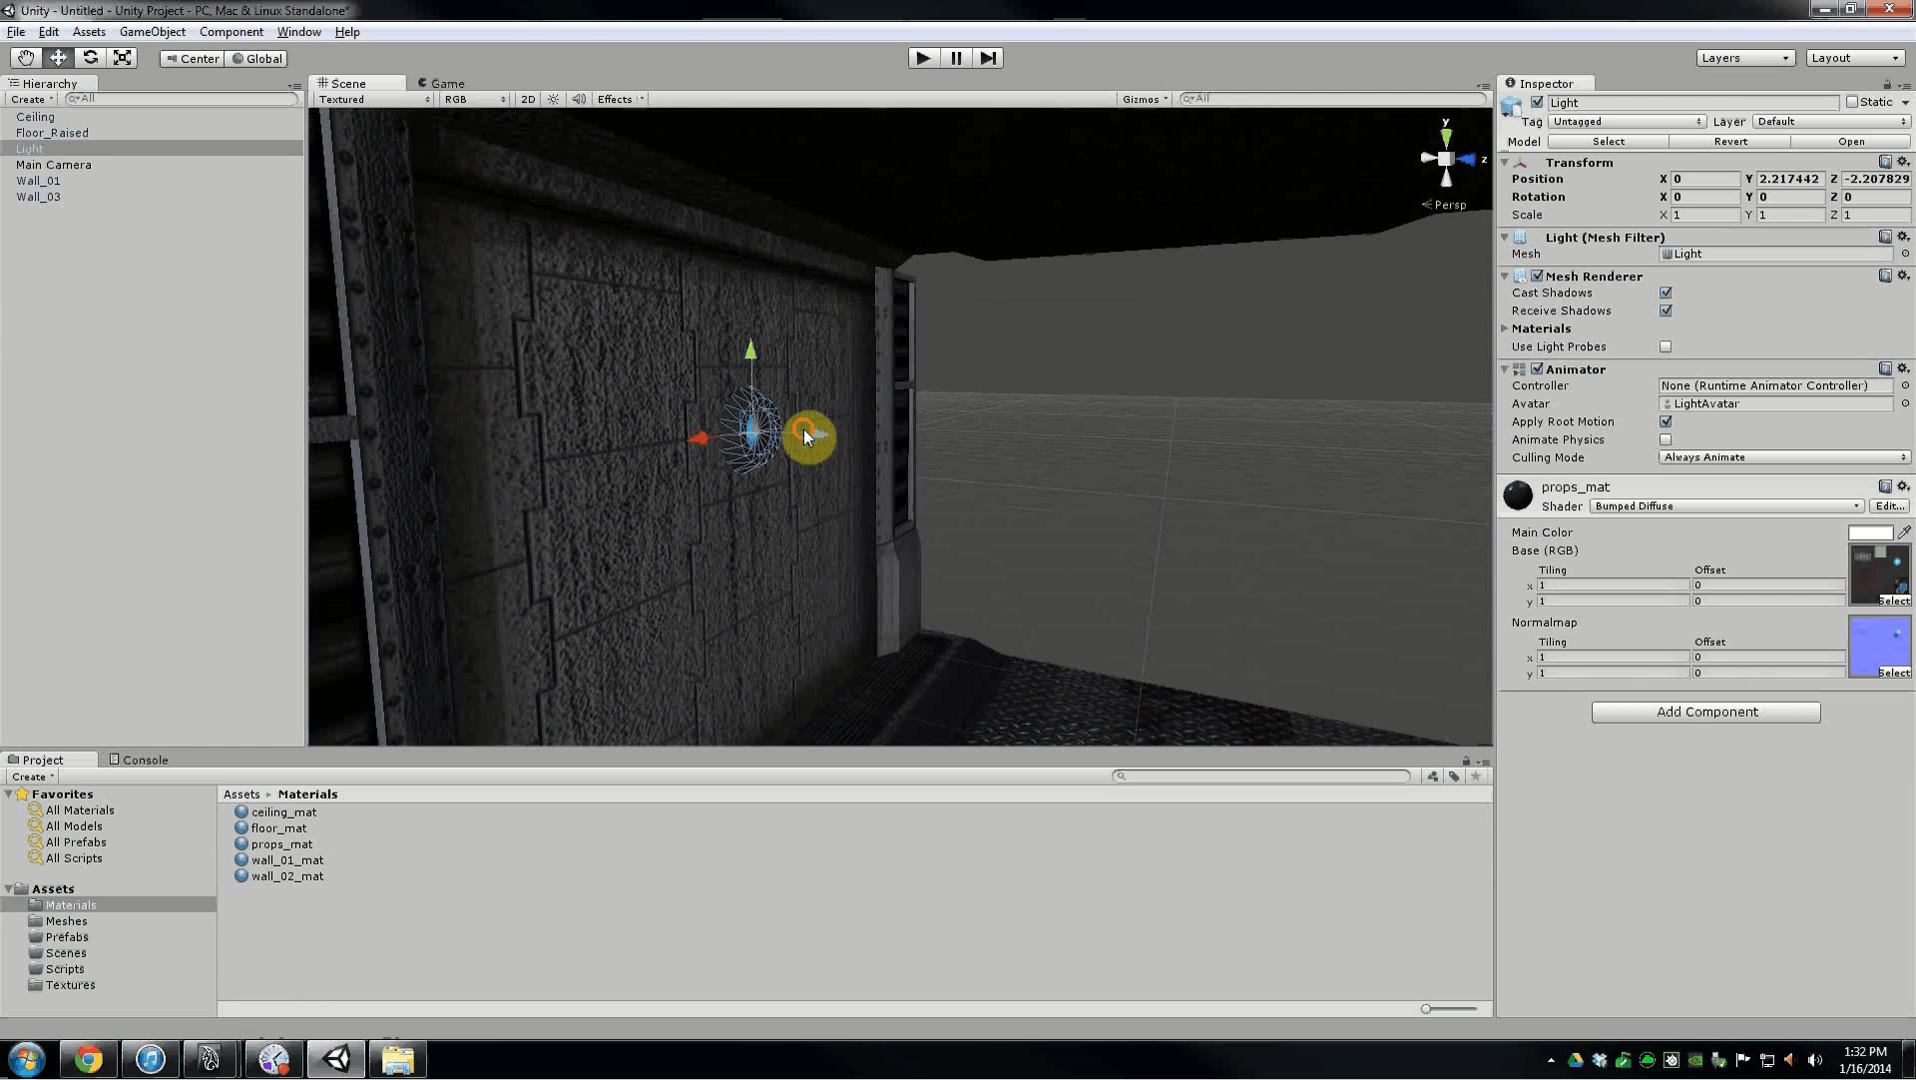 Unity - Untitled - Unity Project - PC, Mac & Linux Standalone*
File Edit Assets GameObject Component Window Help
Center Global Layers Layout
Hierarchy
Create All
Ceiling
Floor_Raised
Light
Main Camera
Wall_01
Wall_03
Scene Game
Textured RGB 2D Effects Gizmos All
y
z
Persp
Inspector
Light Static
Tag Untagged Layer Default
Model Select Revert Open
Transform
Position X 0 Y 2.217442 Z -2.207829
Rotation X 0 Y 0 Z 0
Scale X 1 Y 1 Z 1
Light (Mesh Filter)
Mesh Light
Mesh Renderer
Cast Shadows
Receive Shadows
Materials
Use Light Probes
Animator
Controller None (Runtime Animator Controller)
Avatar LightAvatar
Apply Root Motion
Animate Physics
Culling Mode Always Animate
props_mat
Shader Bumped Diffuse Edit...
Main Color
Base (RGB)
Tiling Offset
x 1 0
y 1 0
Select
Normalmap
Tiling Offset
x 1 0
y 1 0
Select
Add Component
Project Console
Create
Favorites
All Materials
All Models
All Prefabs
All Scripts
Assets
Materials
Meshes
Prefabs
Scenes
Scripts
Textures
Assets Materials
ceiling_mat
floor_mat
props_mat
wall_01_mat
wall_02_mat
1:32 PM
1/16/2014